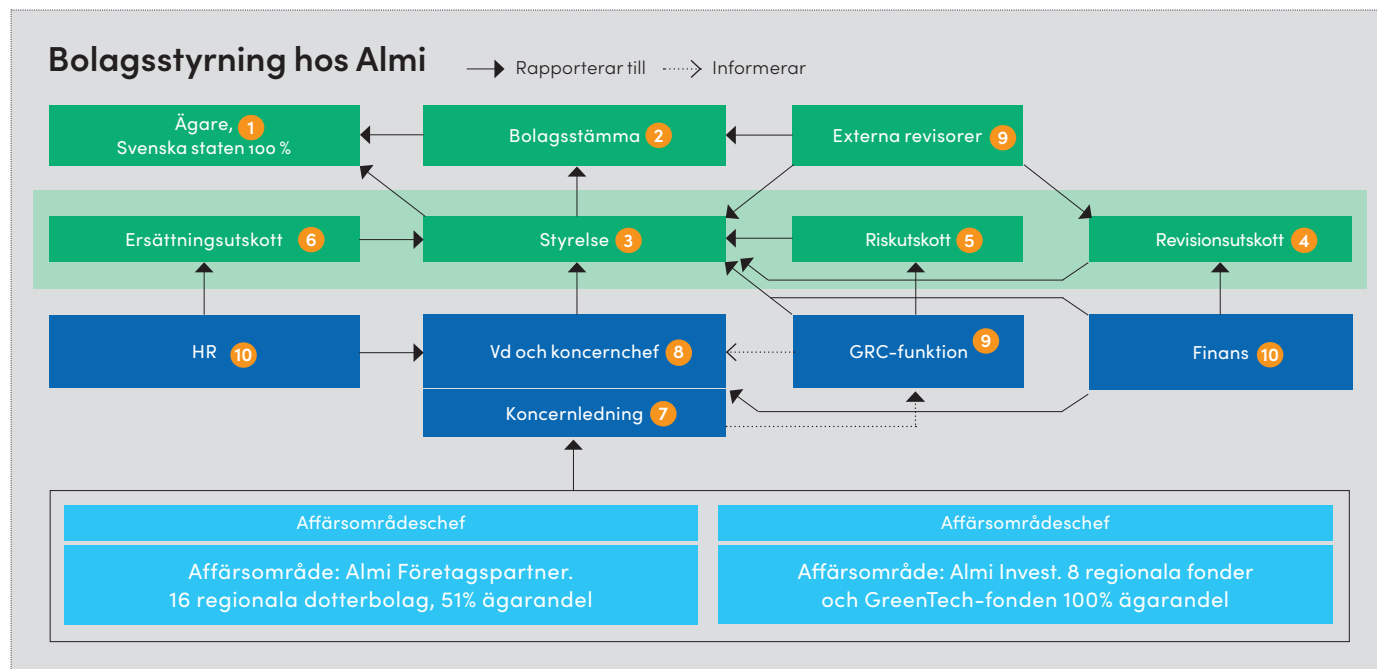 Bolagsstyrning hos Almi
Rapporterar till
Informerar
Ägare, 1
Svenska staten 100 %
Bolagsstämma 2
Externa revisorer 9
Ersättningsutskott 6
Styrelse 3
Riskutskott 5
Revisionsutskott 4
HR 10
Vd och koncernchef 8
GRC-funktion 9
Finans 10
Koncernledning 7
Affärsområdeschef
Affärsområde: Almi Företagspartner.
16 regionala dotterbolag, 51% ägarandel
Affärsområdeschef
Affärsområde: Almi Invest. 8 regionala fonder
och GreenTech-fonden 100% ägarandel